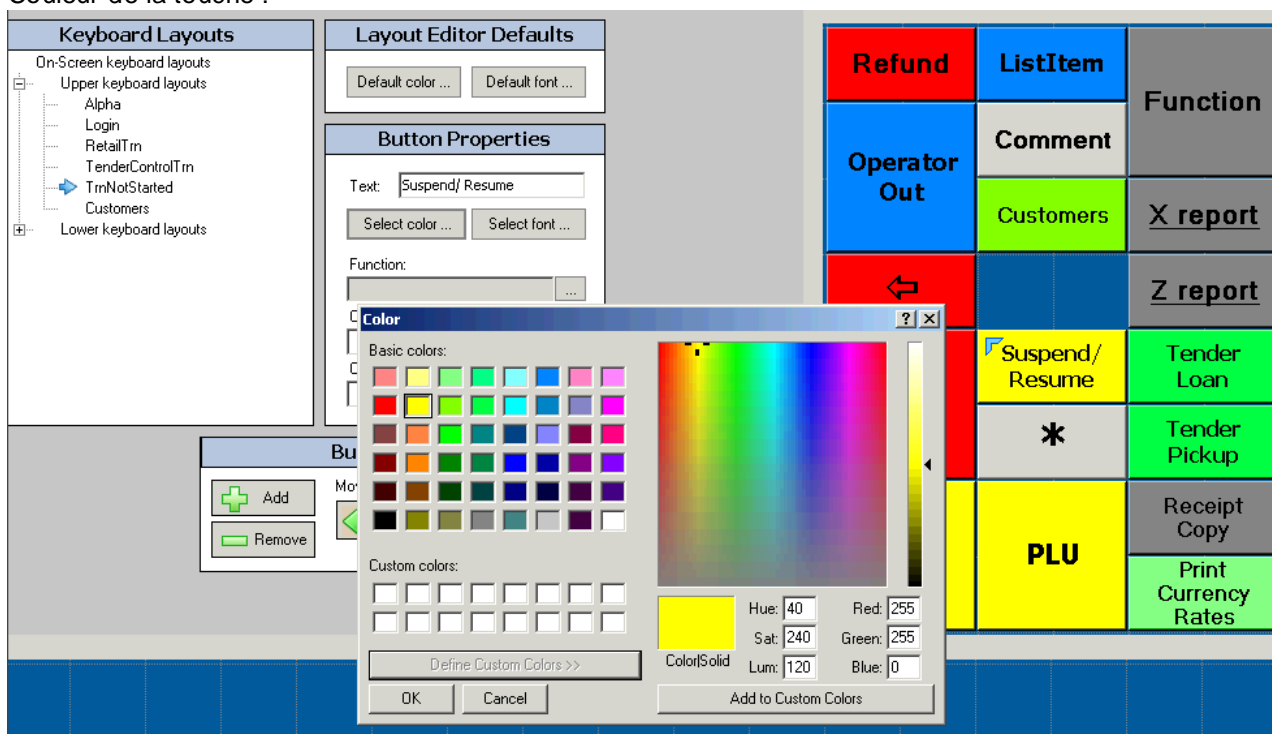 Couleur de la touche :
Keyboard Layouts
On-Screen keyboard layouts
Upper keyboard layouts
Alpha
Login
RetailTrn
TenderControlTrn
TrnNotStarted
Customers
Lower keyboard layouts
Layout Editor Defaults
Default color ...
Default font ...
Button Properties
Text:
Suspend/ Resume
Select color ...
Select font ...
Function:
...
Bu
Add
Remove
Mo
Color
? X
Basic colors:
Custom colors:
Define Custom Colors >>
OK
Cancel
Color|Solid
Hue: 40
Sat: 240
Lum: 120
Red: 255
Green: 255
Blue: 0
Add to Custom Colors
Refund
ListItem
Function
Operator
Out
Comment
Customers
X report
Z report
Suspend/
Resume
Tender
Loan
*
Tender
Pickup
PLU
Receipt
Copy
Print
Currency
Rates